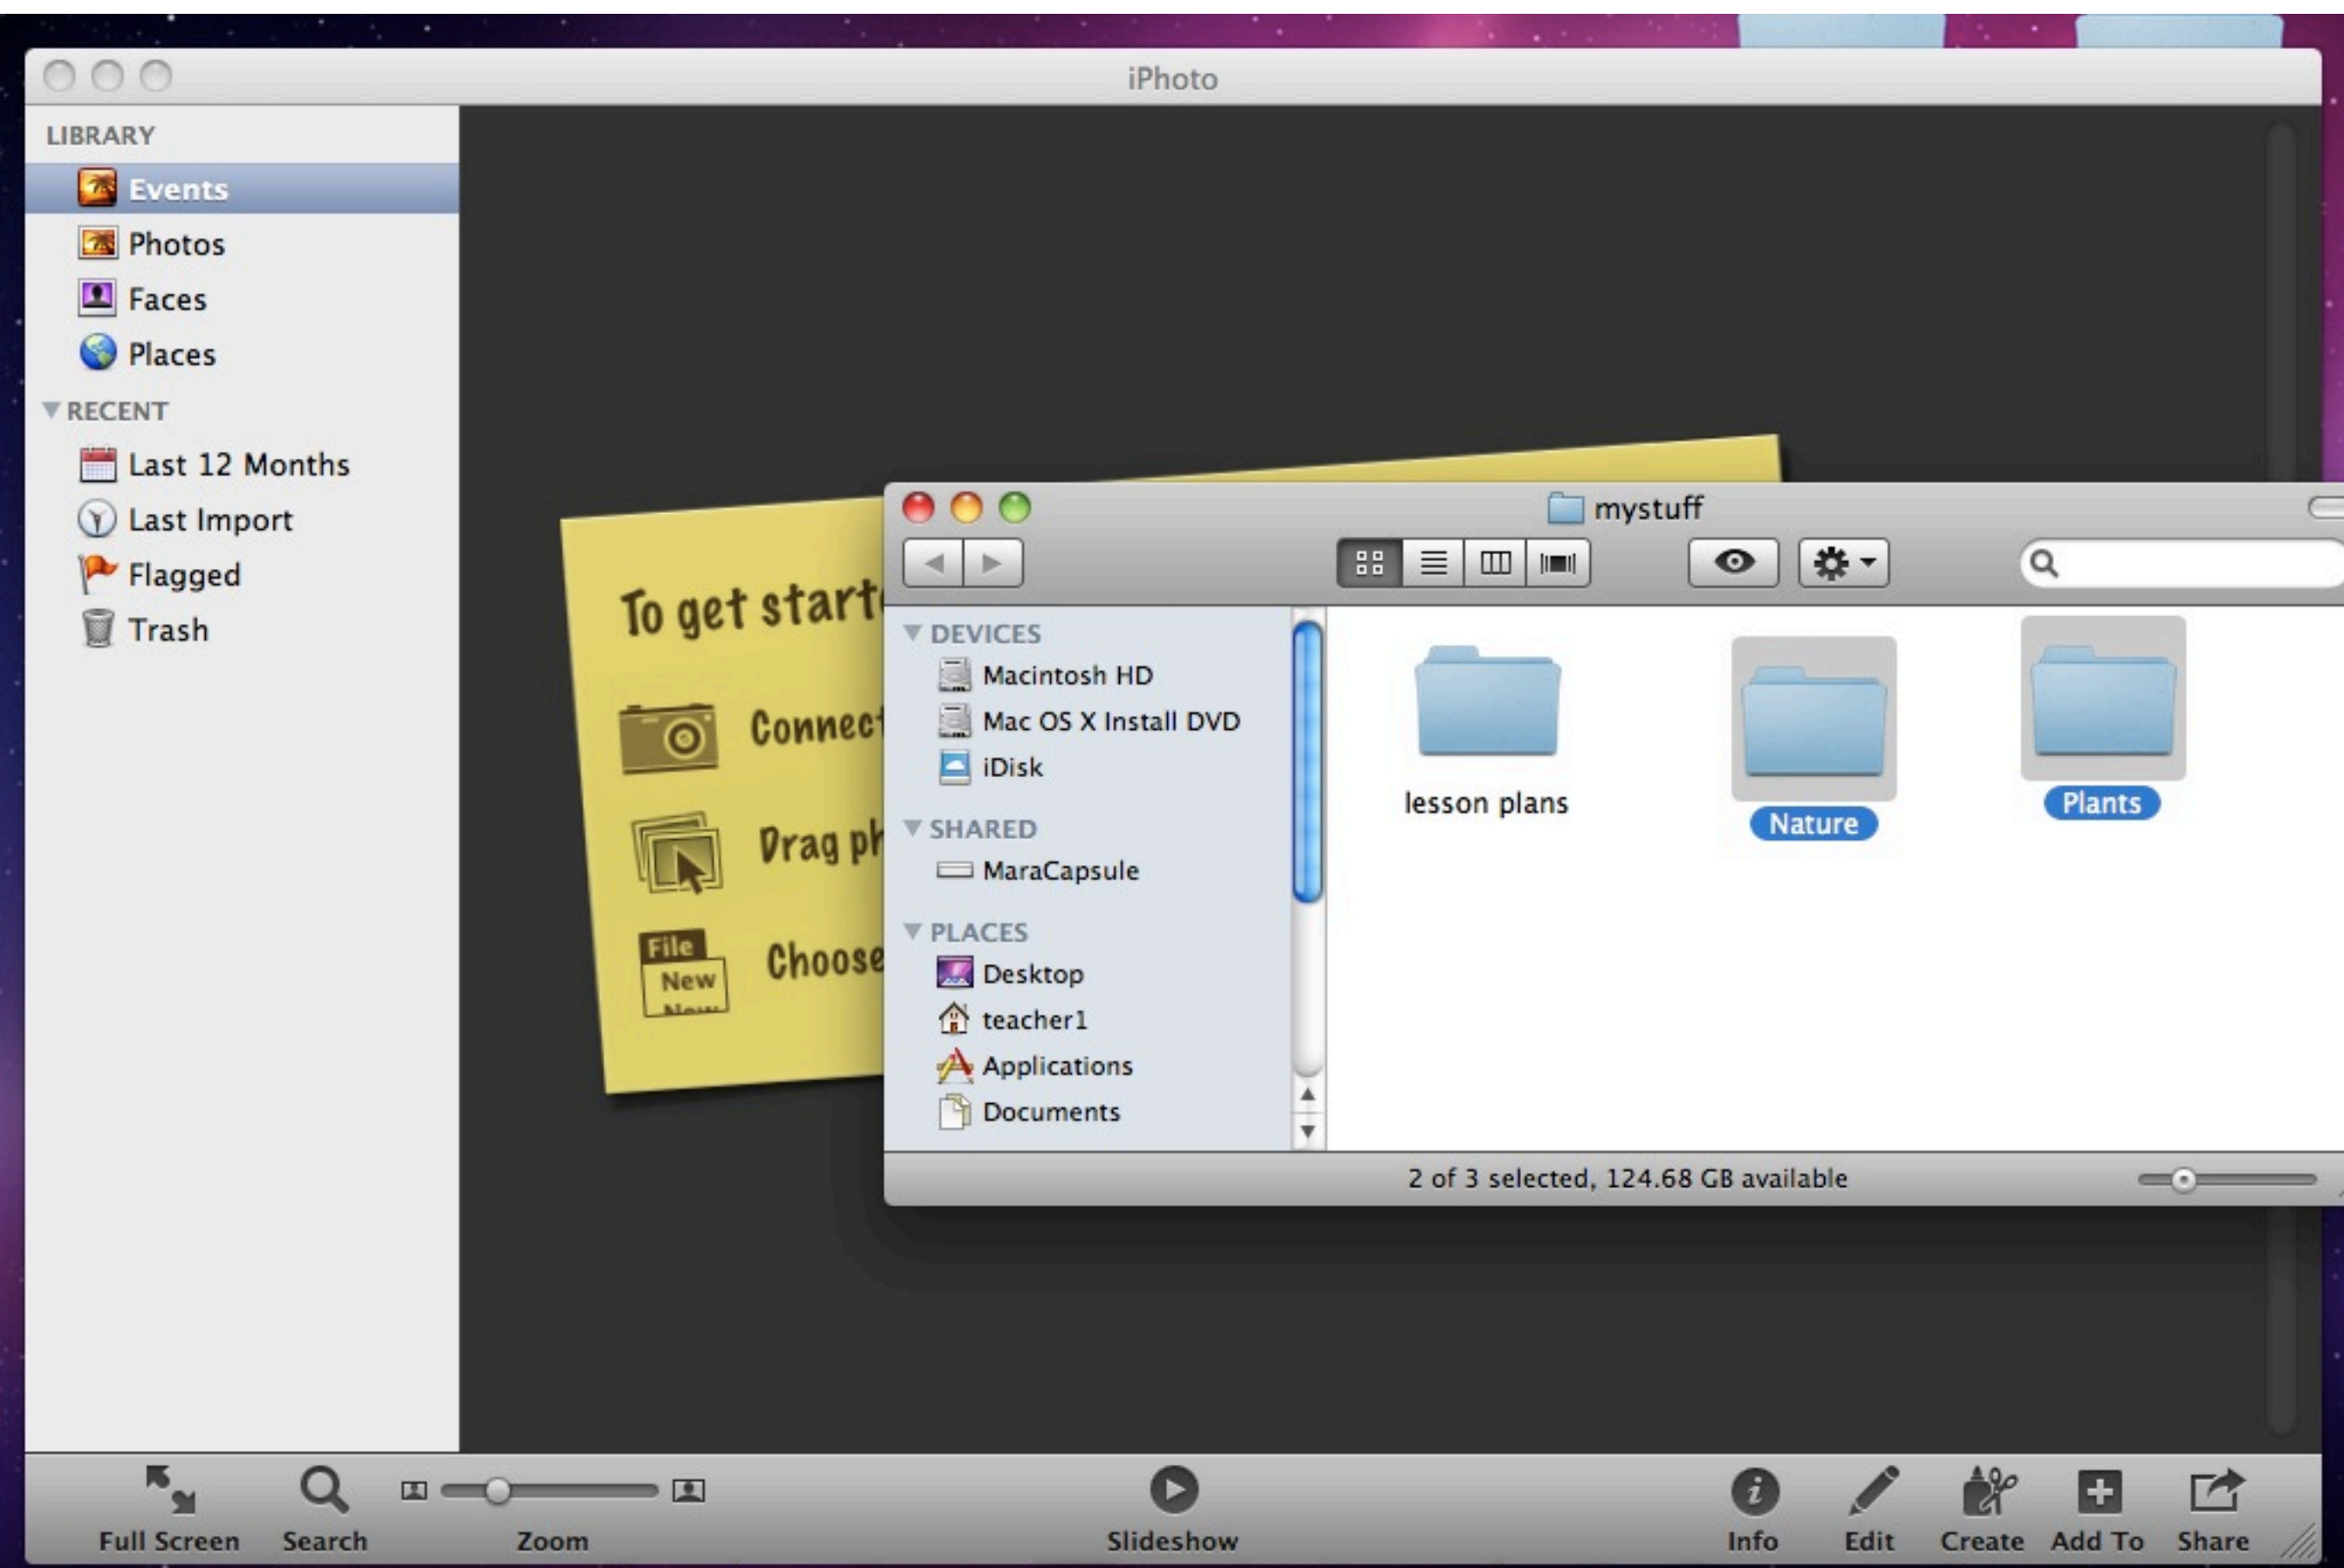 iPhoto
LIBRARY
Events
Photos
Faces
Places
RECENT
Last 12 Months
Last Import
Flagged
Trash
To get
Connect
Drag
File
New
New
Choose
mystuff
DEVICES
Macintosh HD
Mac OS X Install DVD
iDisk
SHARED
MaraCapsule
PLACES
Desktop
teacher1
Applications
Documents
lesson plans
Nature
Plants
2 of 3 selected, 124.68 GB available
Full Screen
Search
Zoom
Slideshow
Info
Edit
Create
Add To
Share